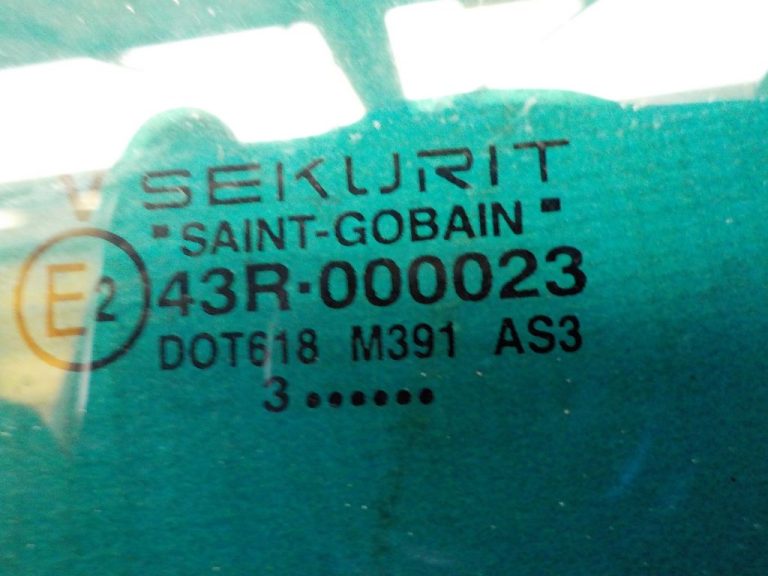 V
SEKURIT
"SAINT-GOBAIN"
E2 43R-000023
DOT618 M391 AS3
3 ••••••